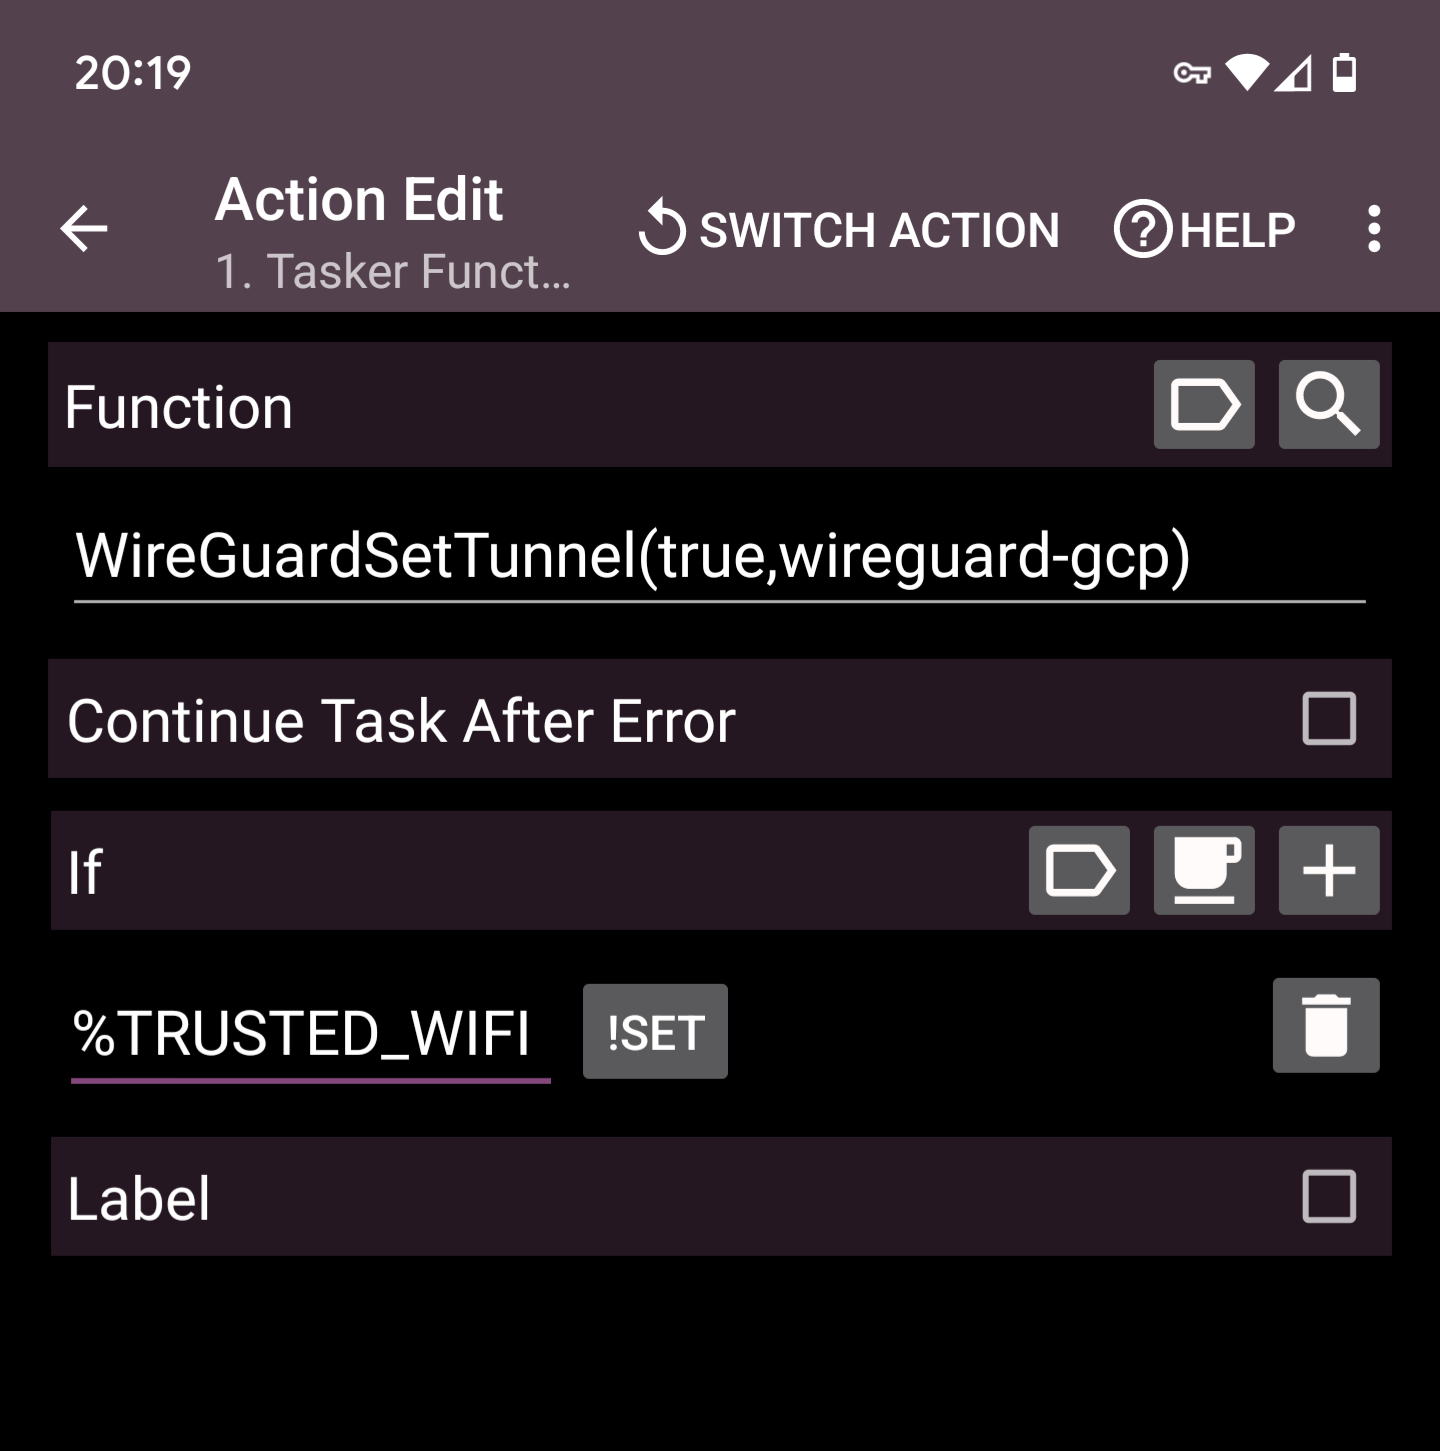 20:19
Action Edit
SWITCH ACTION
HELP
1. Tasker Funct...
Function
WireGuardSetTunnel(true,wireguard-gcp)
Continue Task After Error
If
%TRUSTED_WIFI
!SET
Label